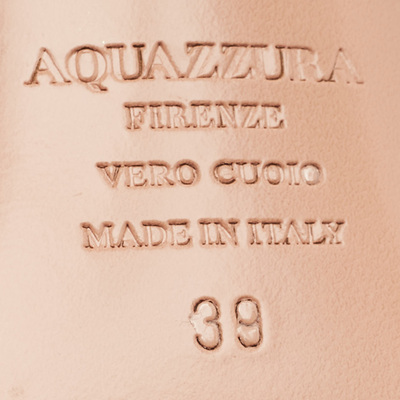 AQUAZZURA
FIRENZE
VERO CUOIO
MADE IN ITALY
39